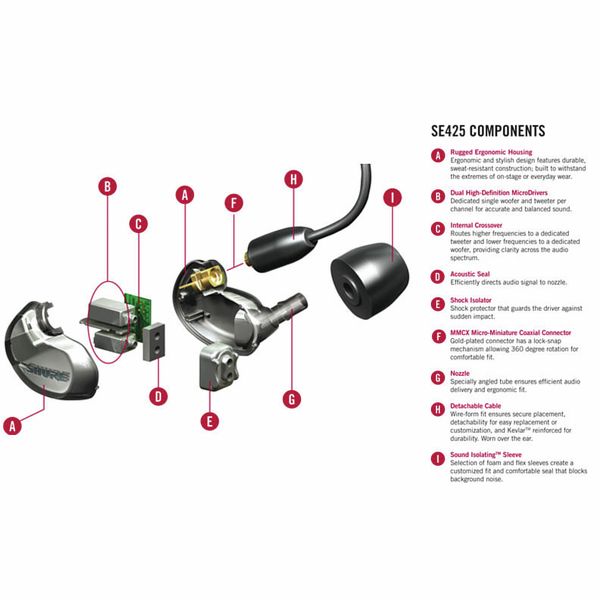 SE425 COMPONENTS
A Rugged Ergonomic Housing
Ergonomic and stylish design features durable,
sweat-resistant construction; built to withstand
the extremes of on-stage or everyday wear.
B Dual High-Definition MicroDrivers
Dedicated single woofer and tweeter per
channel for accurate and balanced sound.
C Internal Crossover
Routes higher frequencies to a dedicated
tweeter and lower frequencies to a dedicated
woofer, providing clarity across the audio
spectrum.
D Acoustic Seal
Efficiently directs audio signal to nozzle.
E Shock Isolator
Shock protector that guards the driver against
sudden impact.
F MMCX Micro-Miniature Coaxial Connector
Gold-plated connector has a lock-snap
mechanism allowing 360 degree rotation for
comfortable fit.
G Nozzle
Specially angled tube ensures efficient audio
delivery and ergonomic fit.
H Detachable Cable
Wire-form fit ensures secure placement,
detachability for easy replacement or
customization, and Kevlar™ reinforced for
durability. Worn over the ear.
I Sound Isolating™ Sleeve
Selection of foam and flex sleeves create a
customized fit and comfortable seal that blocks
background noise.
B
A
H
I
F
C
SHURE
D
G
E
A